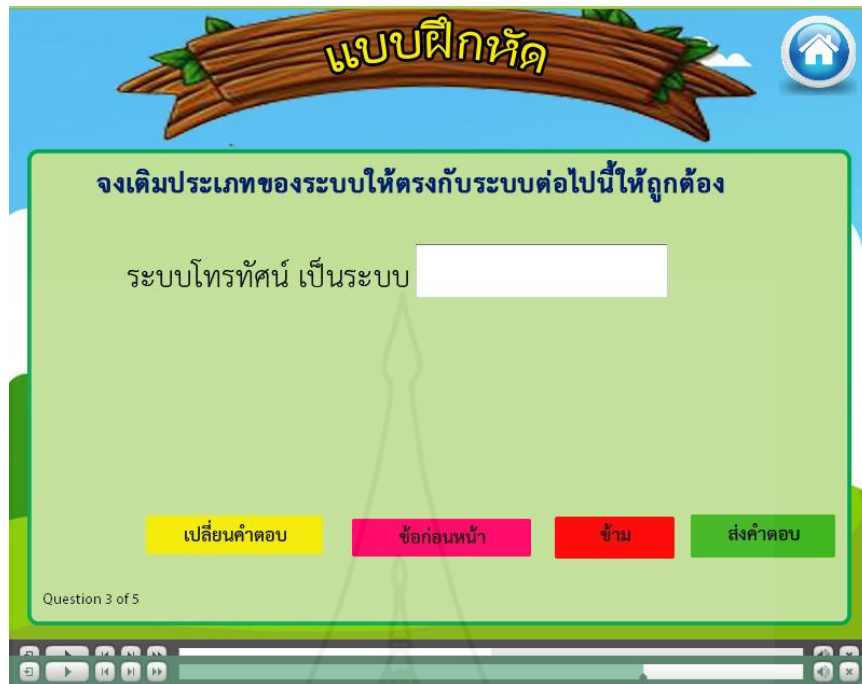 แบบฝึกหัด
จงเติมประเภทของระบบให้ตรงกับระบบต่อไปนี้ให้ถูกต้อง
ระบบโทรทัศน์ เป็นระบบ
เปลี่ยนคำตอบ
ข้อก่อนหน้า
ข้าม
ส่งคำตอบ
Question 3 of 5